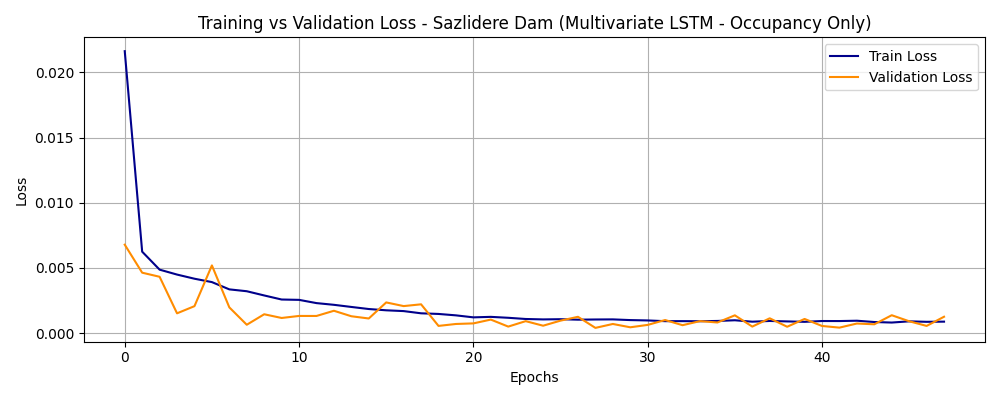 Training vs Validation Loss - Sazlidere Dam (Multivariate LSTM - Occupancy Only)
Train Loss
Validation Loss
Loss
0.020
0.015
0.010
0.005
0.000
0 10 20 30 40
Epochs